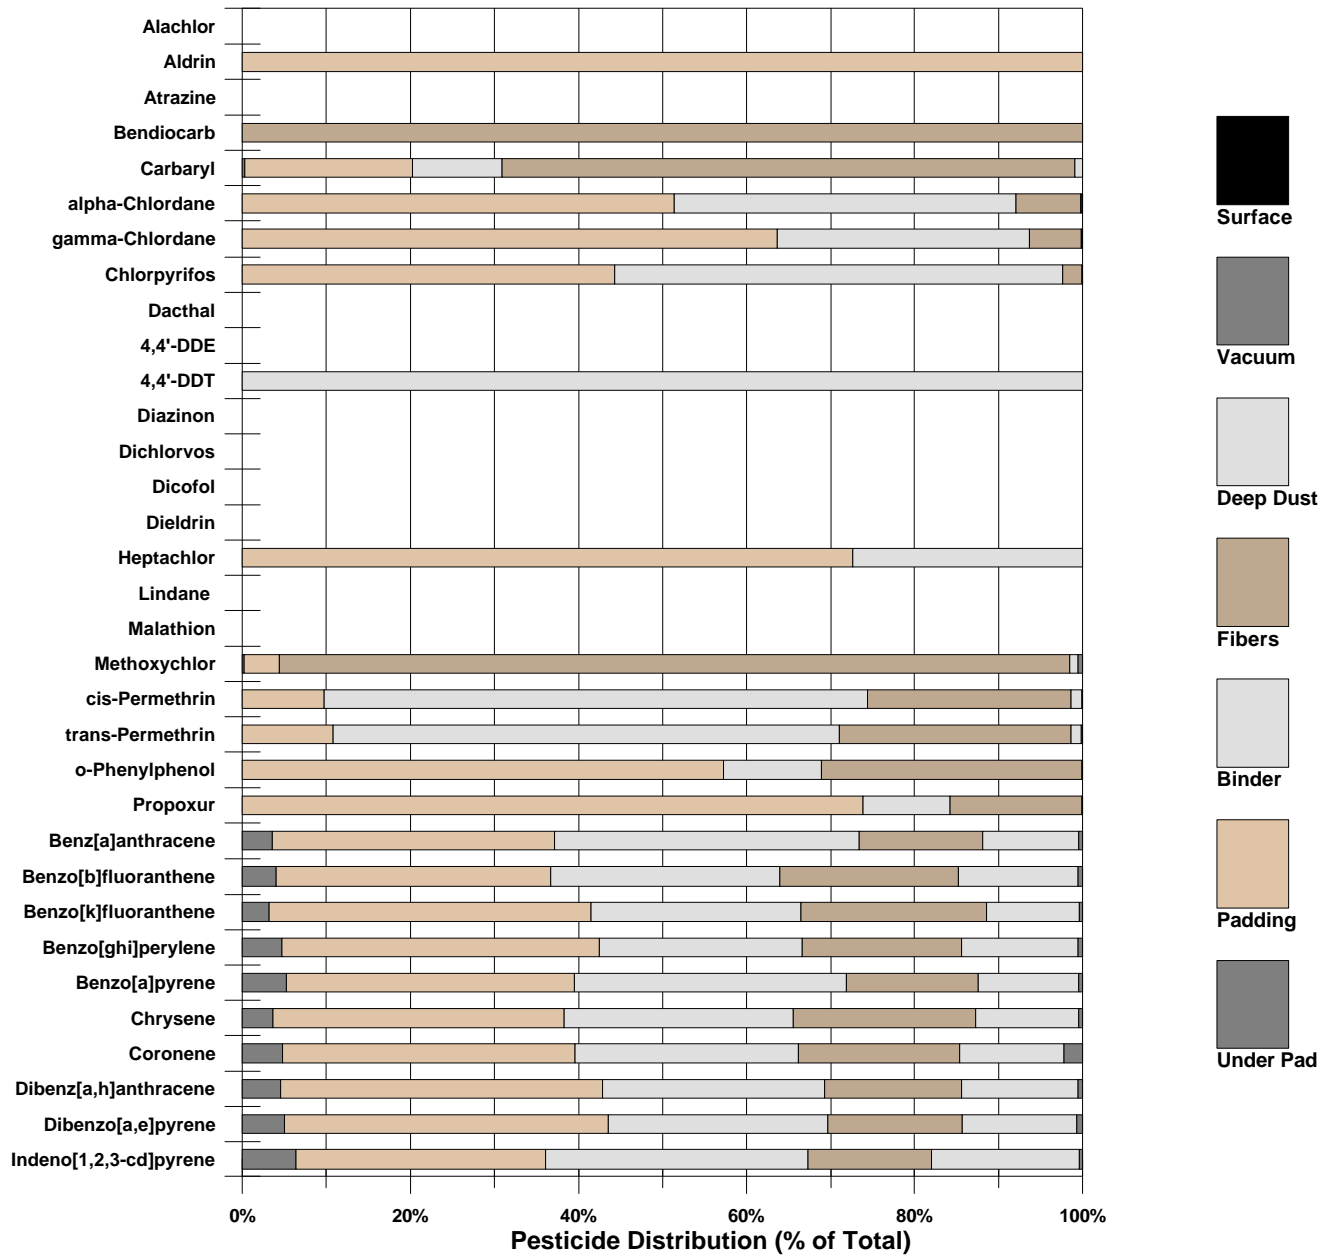 Alachlor
Aldrin
Atrazine
Bendiocarb
Carbaryl
alpha-Chlordane
gamma-Chlordane
Chlorpyrifos
Dacthal
4,4'-DDE
4,4'-DDT
Diazinon
Dichlorvos
Dicofol
Dieldrin
Heptachlor
Lindane
Malathion
Methoxychlor
cis-Permethrin
trans-Permethrin
o-Phenylphenol
Propoxur
Benz[a]anthracene
Benzo[b]fluoranthene
Benzo[k]fluoranthene
Benzo[ghi]perylene
Benzo[a]pyrene
Chrysene
Coronene
Dibenz[a,h]anthracene
Dibenzo[a,e]pyrene
Indeno[1,2,3-cd]pyrene
0% 20% 40% 60% 80% 100%
Pesticide Distribution (% of Total)
Surface
Vacuum
Deep Dust
Fibers
Binder
Padding
Under Pad